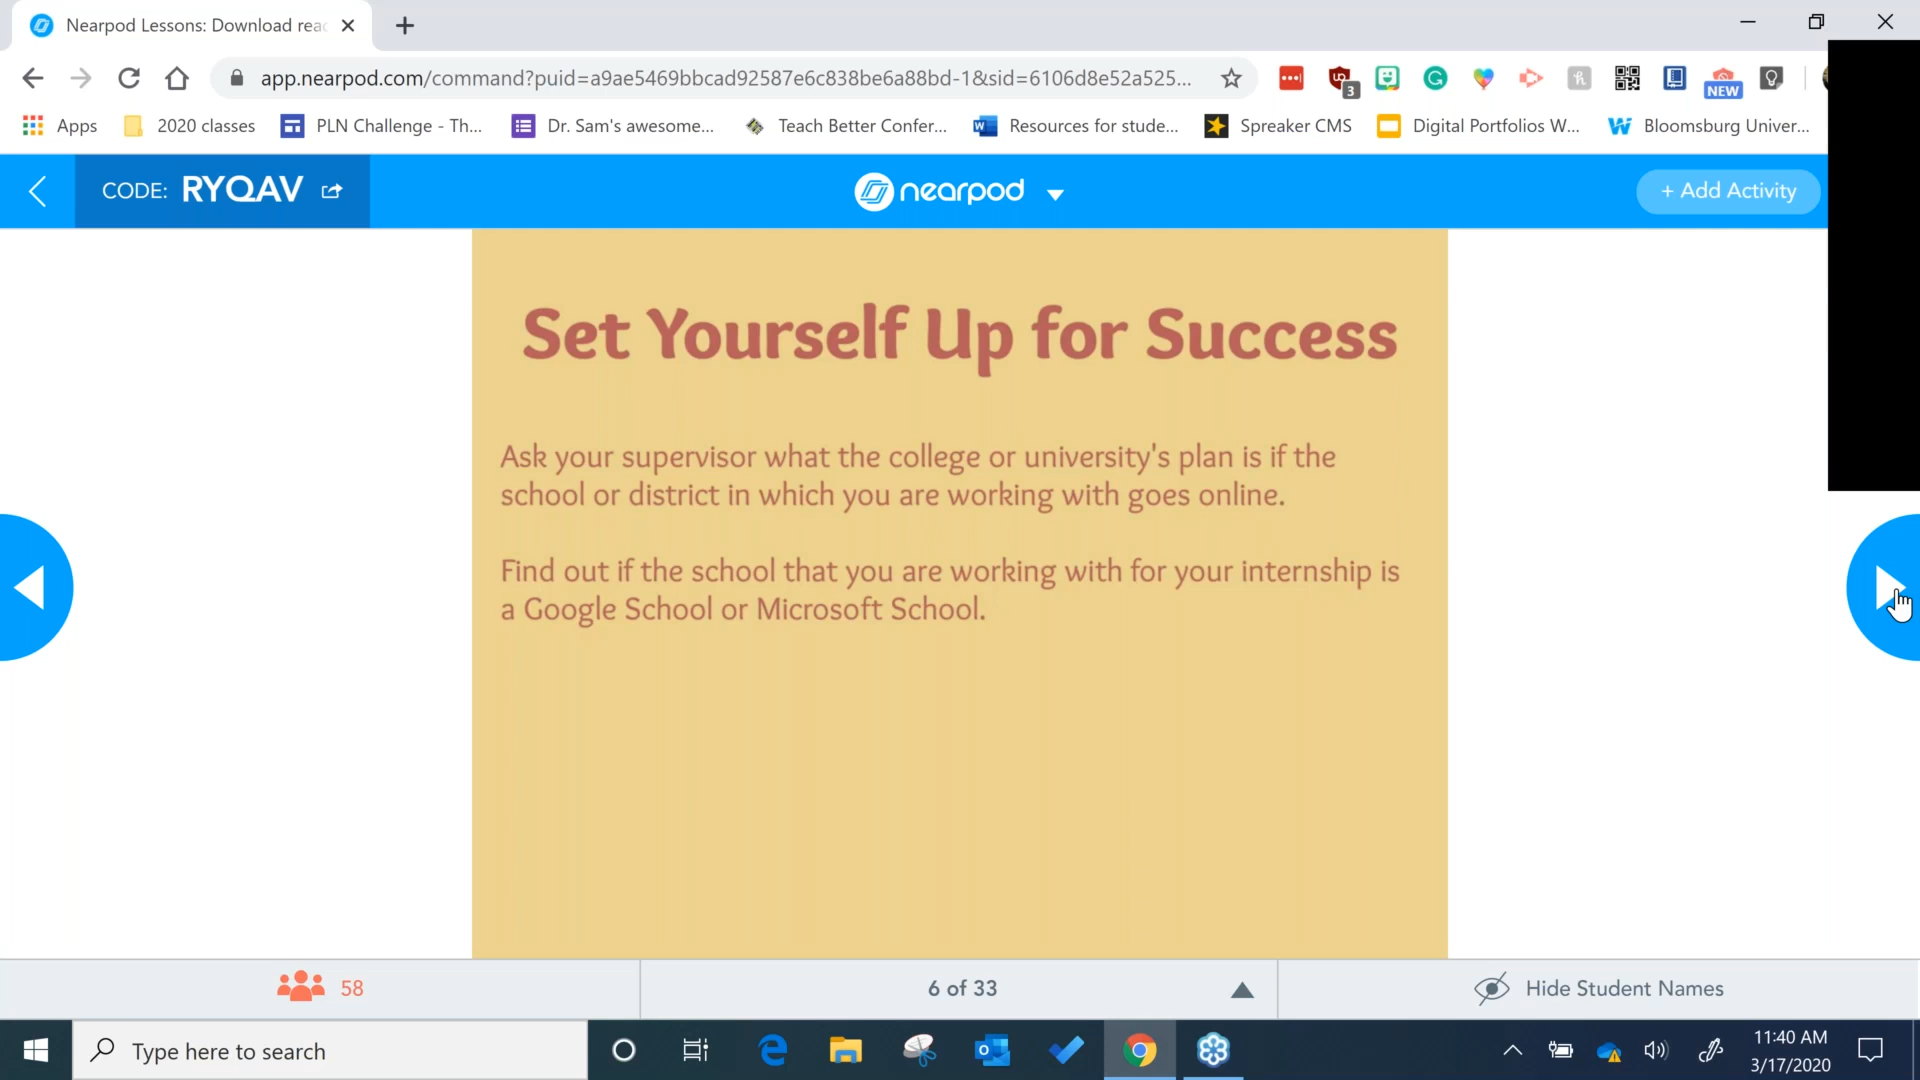 Nearpod Lessons: Download rea
app.nearpod.com/command?puid=a9ae5469bbcad92587e6c838be6a88bd-1&sid=6106d8e52a525...
3
NEW
Apps
2020 classes
PLN Challenge - Th...
Dr. Sam's awesome...
Teach Better Confer...
Resources for stude...
Spreaker CMS
Digital Portfolios W...
Bloomsburg Univer...
CODE: RYQAV
nearpod
+ Add Activity
Set Yourself Up for Success
Ask your supervisor what the college or university's plan is if the
school or district in which you are working with goes online.
Find out if the school that you are working with for your internship is
a Google School or Microsoft School.
58
6 of 33
Hide Student Names
Type here to search
11:40 AM
3/17/2020